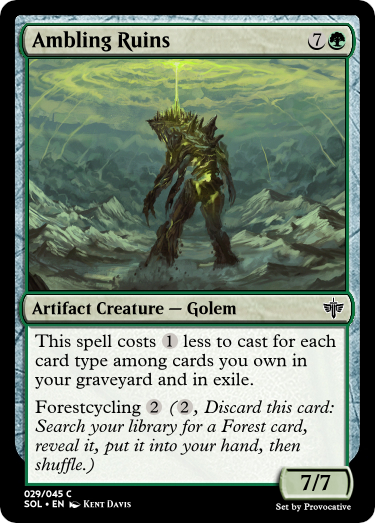 Ambling Ruins 7
Artifact Creature — Golem
This spell costs 1 less to cast for each
card type among cards you own in
your graveyard and in exile.
Forestcycling 2 (2, Discard this card:
Search your library for a Forest card,
reveal it, put it into your hand, then
shuffle.)
7/7
029/045 C
SOL • EN Kent Davis
Set by Provocative